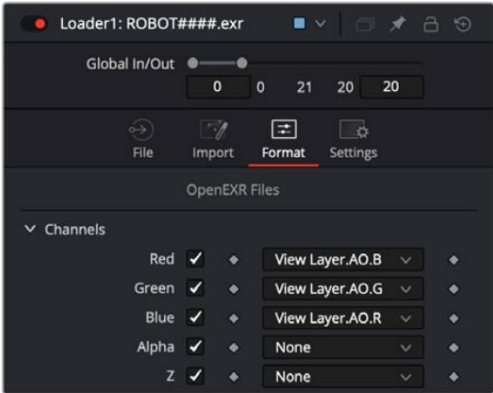 Loader1: ROBOT####.exr
Global In/Out
0 0 21 20 20
File Import Format Settings
OpenEXR Files
Channels
Red View Layer.AO.B
Green View Layer.AO.G
Blue View Layer.AO.R
Alpha None
Z None